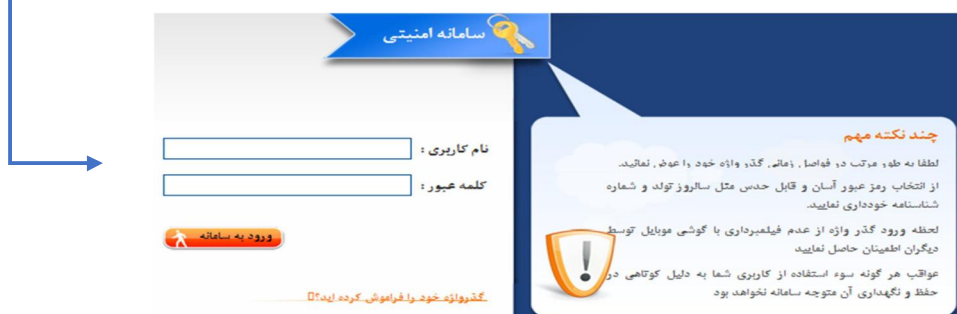 سامانه امنیتی
چند نکته مهم
لطفا به طور مرتب در فواصل زمانی گذر واژه خود را عوض نمائید.
از انتخاب رمز عبور آسان و قابل حدس مثل سالروز تولد و شماره
شناسنامه خودداری نمایید.
لحظه ورود گذر واژه از عدم فیلمبرداری با گوشی موبایل توسط
دیگران اطمینان حاصل نمایید
عواقب هر گونه سوء استفاده از کاربری شما به دلیل کوتاهی در
حفظ و نگهداری آن متوجه سامانه نخواهد بود
نام کاربری :
کلمه عبور :
ورود به سامانه
گذرواژه خود را فراموش کرده اید؟